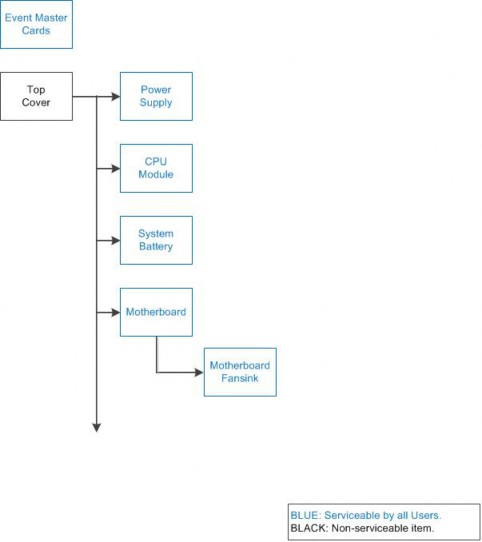 Event Master
Cards
Top
Cover
Power
Supply
CPU
Module
System
Battery
Motherboard
Motherboard
Fansink
BLUE: Serviceable by all Users.
BLACK: Non-serviceable item.